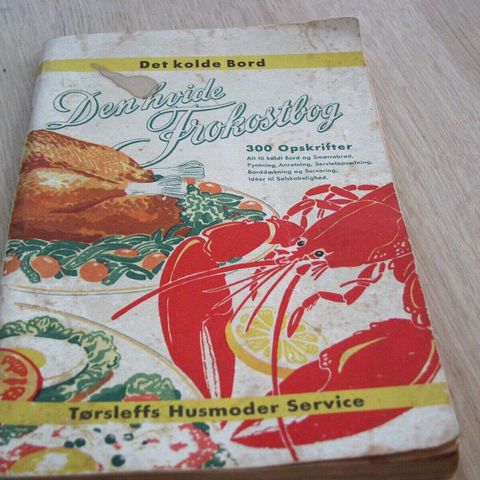 Det kolde Bord
Den hvide
Frokostbog
300 Opskrifter
Alt til koldt Bord og Smørrebrød,
Pyntning, Anretning, Servietopsætning,
Borddækning og Servering,
Idéer til Selskabelighed.
Tørsleffs Husmoder Service